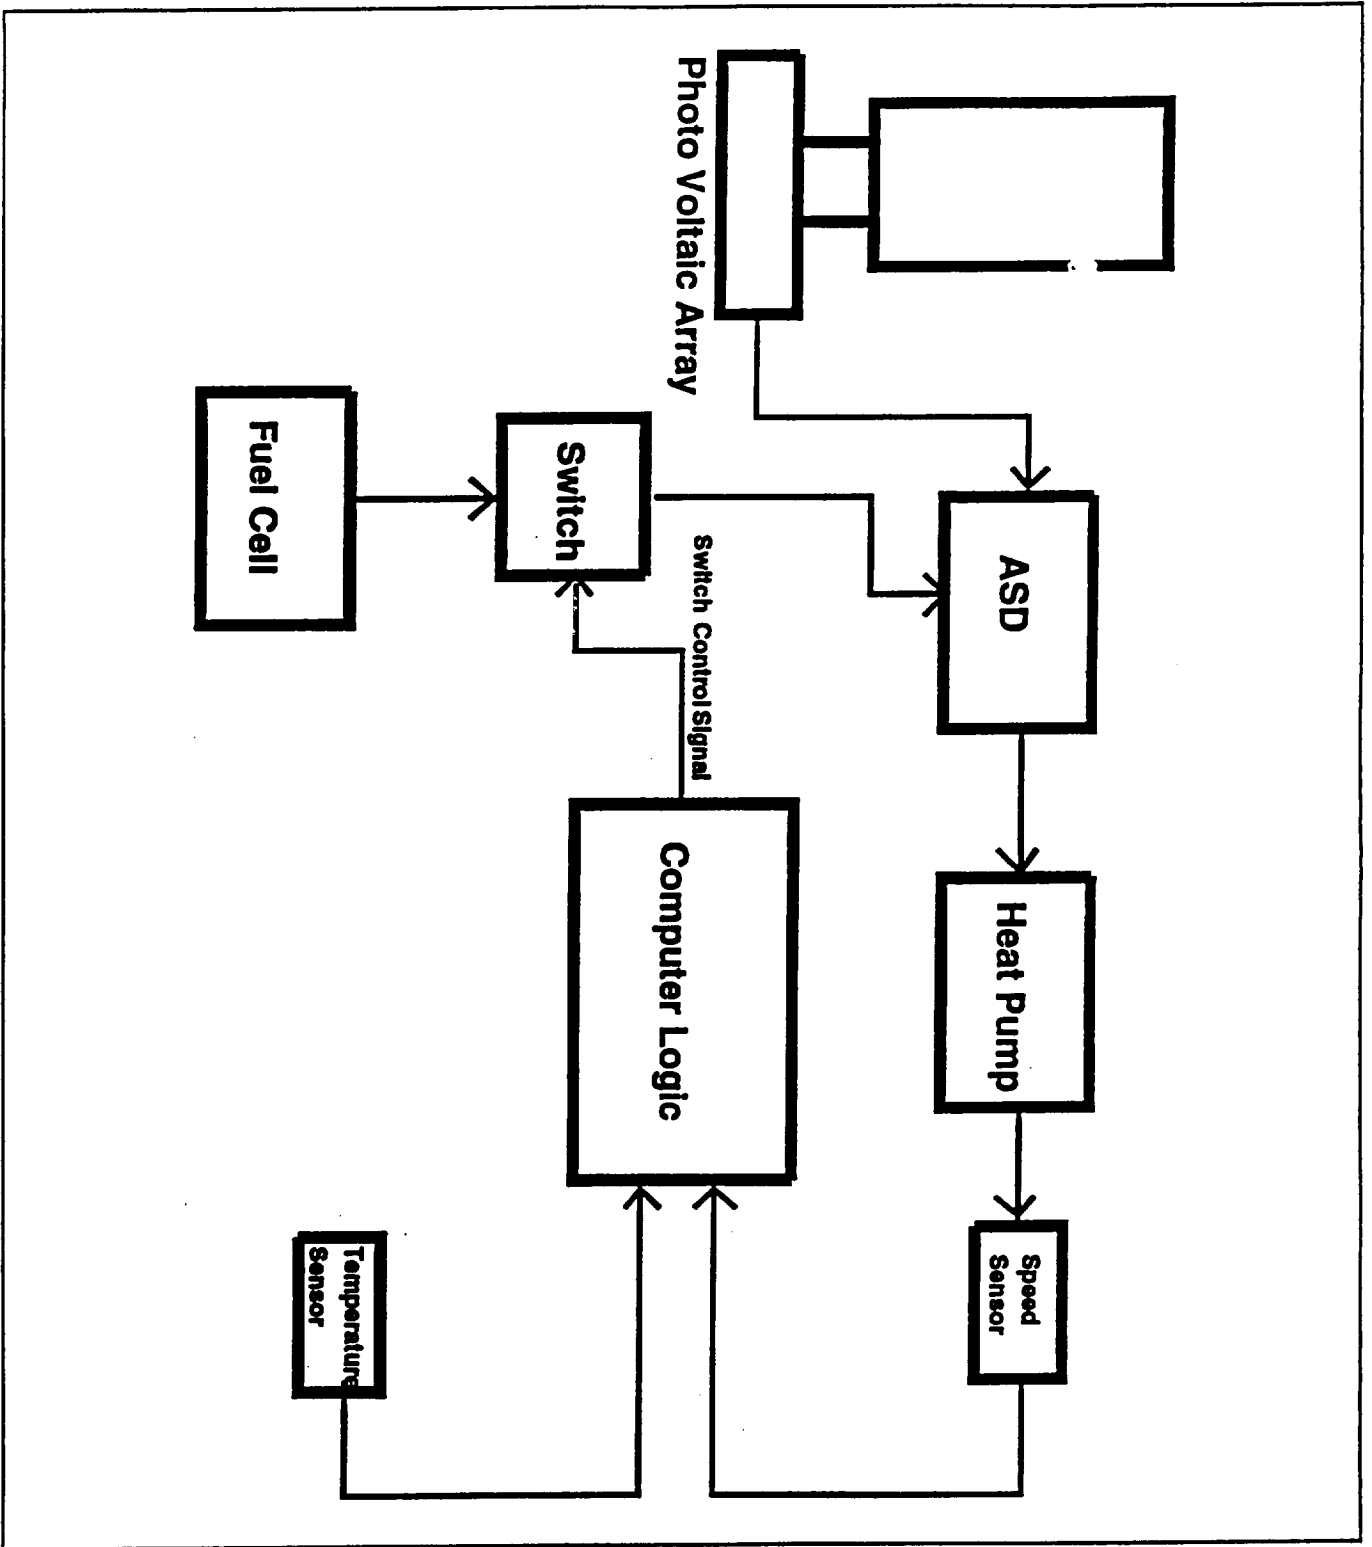 Photo Voltaic Array
ASD
Heat Pump
Speed
Sensor
Switch
Switch Control Signal
Computer Logic
Fuel Cell
Temperature
Sensor